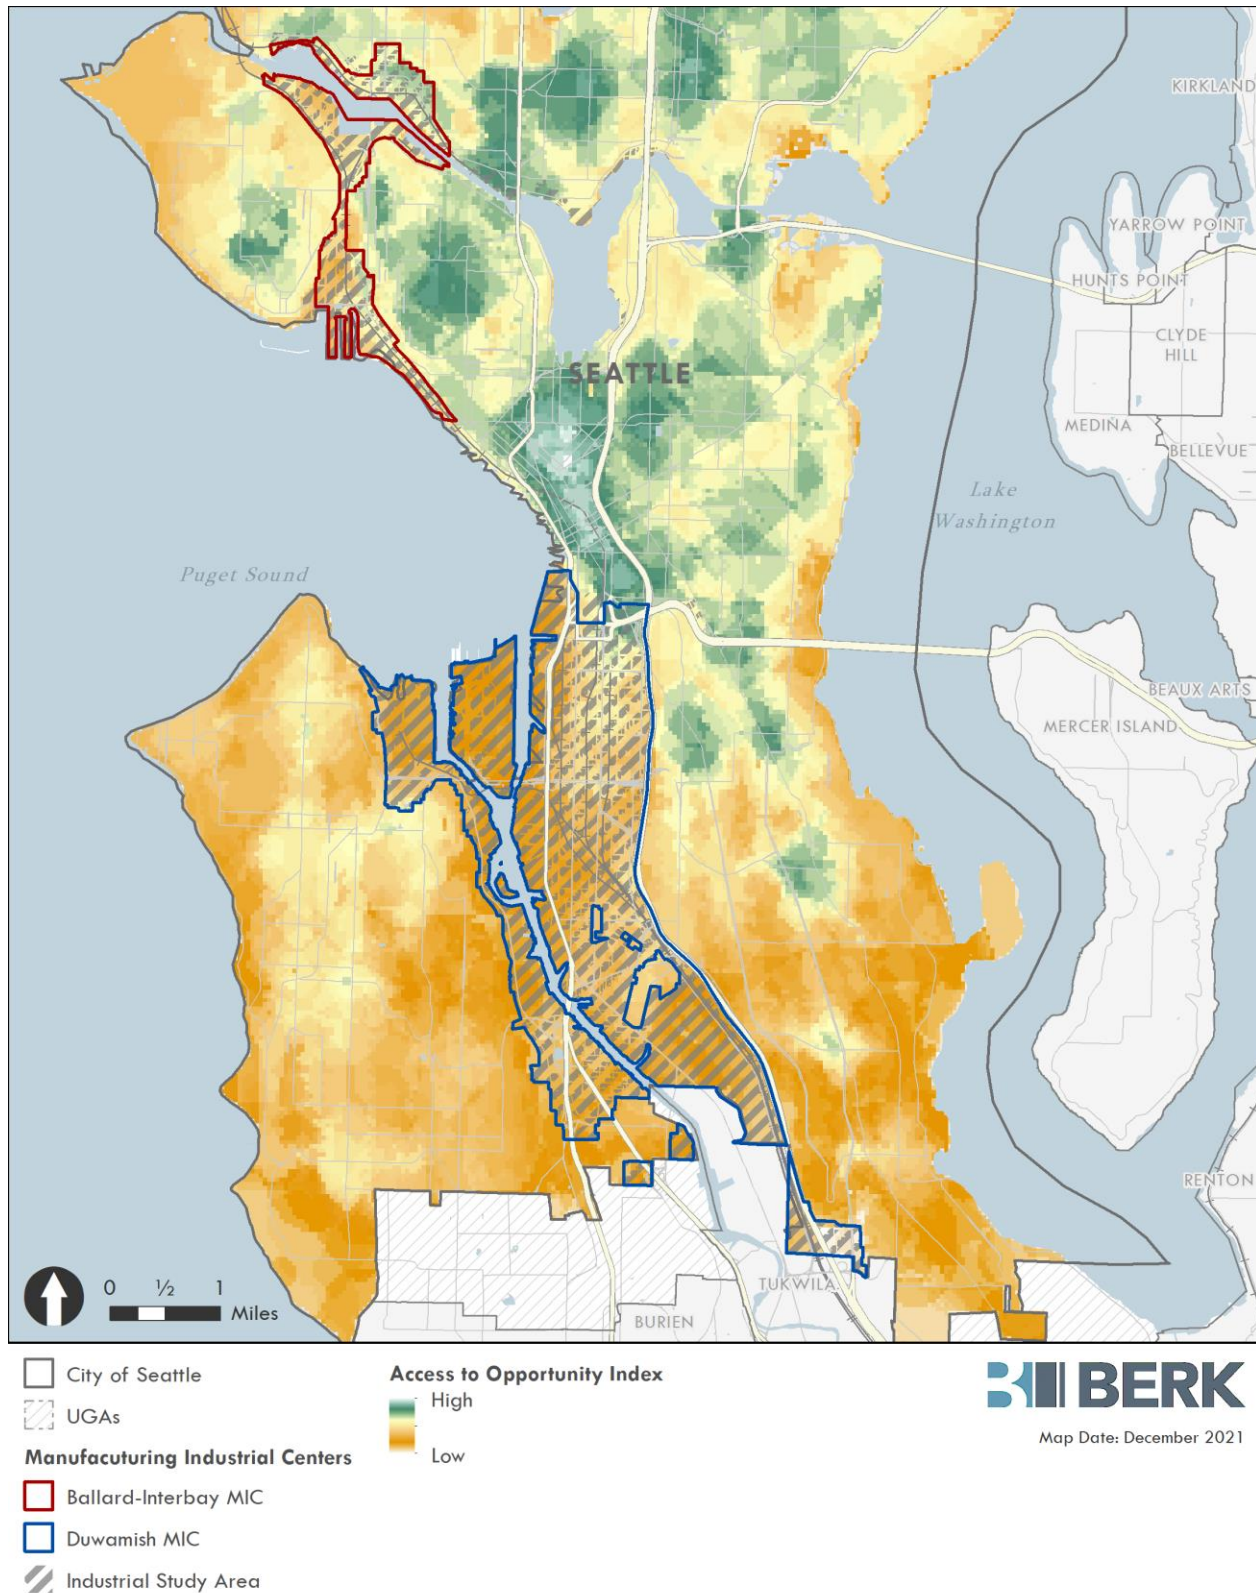 KIRKLAND
YARROW POINT
HUNTS POINT
CLYDE
HILL
SEATTLE
MEDINA
BELLEVUE
Lake
Washington
Puget Sound
BEAUX ARTS
MERCER ISLAND
RENTON
TUKWILA
BURIEN
0 ½ 1
Miles
City of Seattle
UGAs
Manufacuturing Industrial Centers
Ballard-Interbay MIC
Duwamish MIC
Industrial Study Area
Access to Opportunity Index
High
Low
BERK
Map Date: December 2021